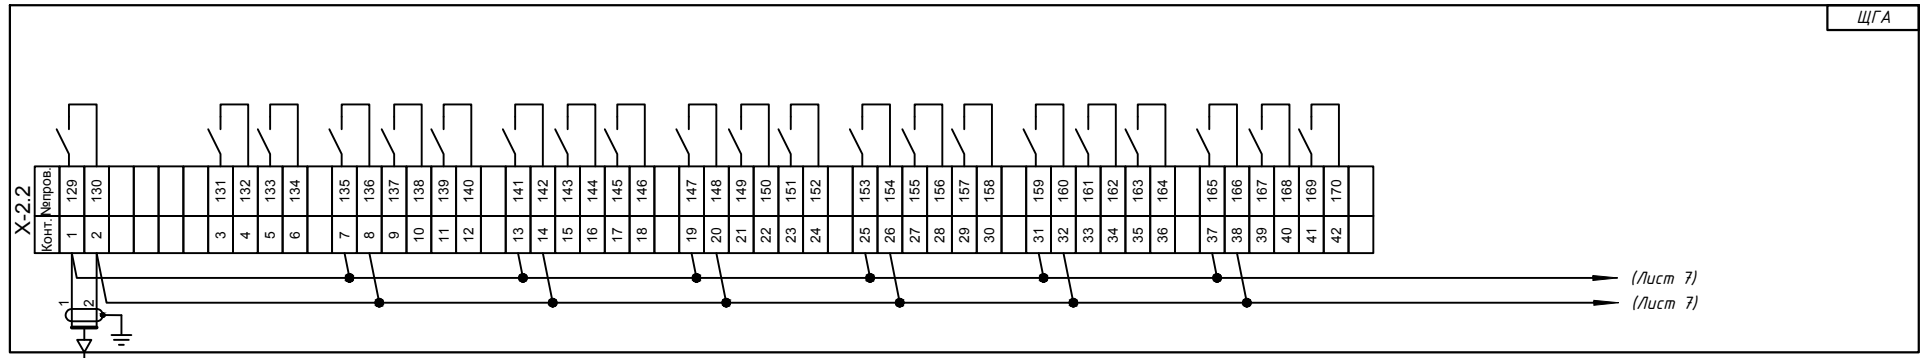 ЩГА
X-2.2
№пров. 129 130 131 132 133 134 135 136 137 138 139 140 141 142 143 144 145 146 147 148 149 150 151 152 153 154 155 156 157 158 159 160 161 162 163 164 165 166 167 168 169 170
Конт. 1 2 3 4 5 6 7 8 9 10 11 12 13 14 15 16 17 18 19 20 21 22 23 24 25 26 27 28 29 30 31 32 33 34 35 36 37 38 39 40 41 42
(Лист 7)
1 2
(Лист 7)